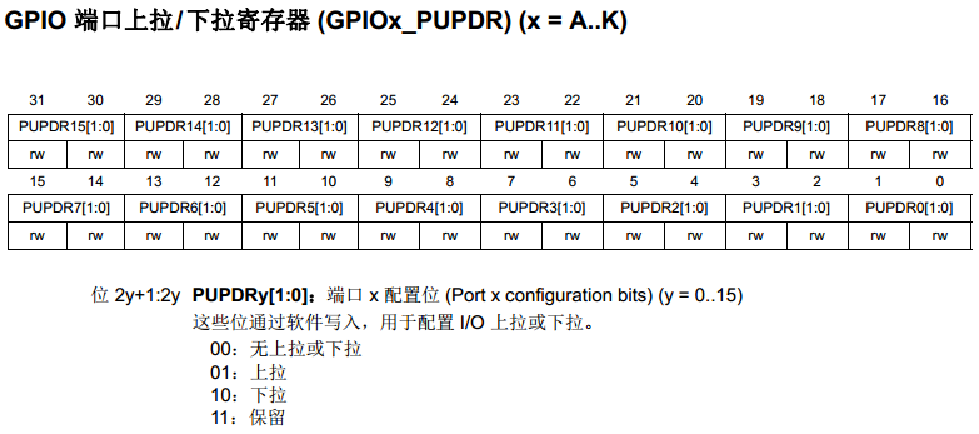 GPIO 端口上拉/下拉寄存器 (GPIOx_PUPDR) (x = A..K)
31 30 29 28 27 26 25 24 23 22 21 20 19 18 17 16
PUPDR15[1:0] PUPDR14[1:0] PUPDR13[1:0] PUPDR12[1:0] PUPDR11[1:0] PUPDR10[1:0] PUPDR9[1:0] PUPDR8[1:0]
rw rw rw rw rw rw rw rw rw rw rw rw rw rw rw rw
15 14 13 12 11 10 9 8 7 6 5 4 3 2 1 0
PUPDR7[1:0] PUPDR6[1:0] PUPDR5[1:0] PUPDR4[1:0] PUPDR3[1:0] PUPDR2[1:0] PUPDR1[1:0] PUPDR0[1:0]
rw rw rw rw rw rw rw rw rw rw rw rw rw rw rw rw
位 2y+1:2y PUPDRy[1:0]：端口 x 配置位 (Port x configuration bits) (y = 0..15)
这些位通过软件写入，用于配置 I/O 上拉或下拉。
00：无上拉或下拉
01：上拉
10：下拉
11：保留